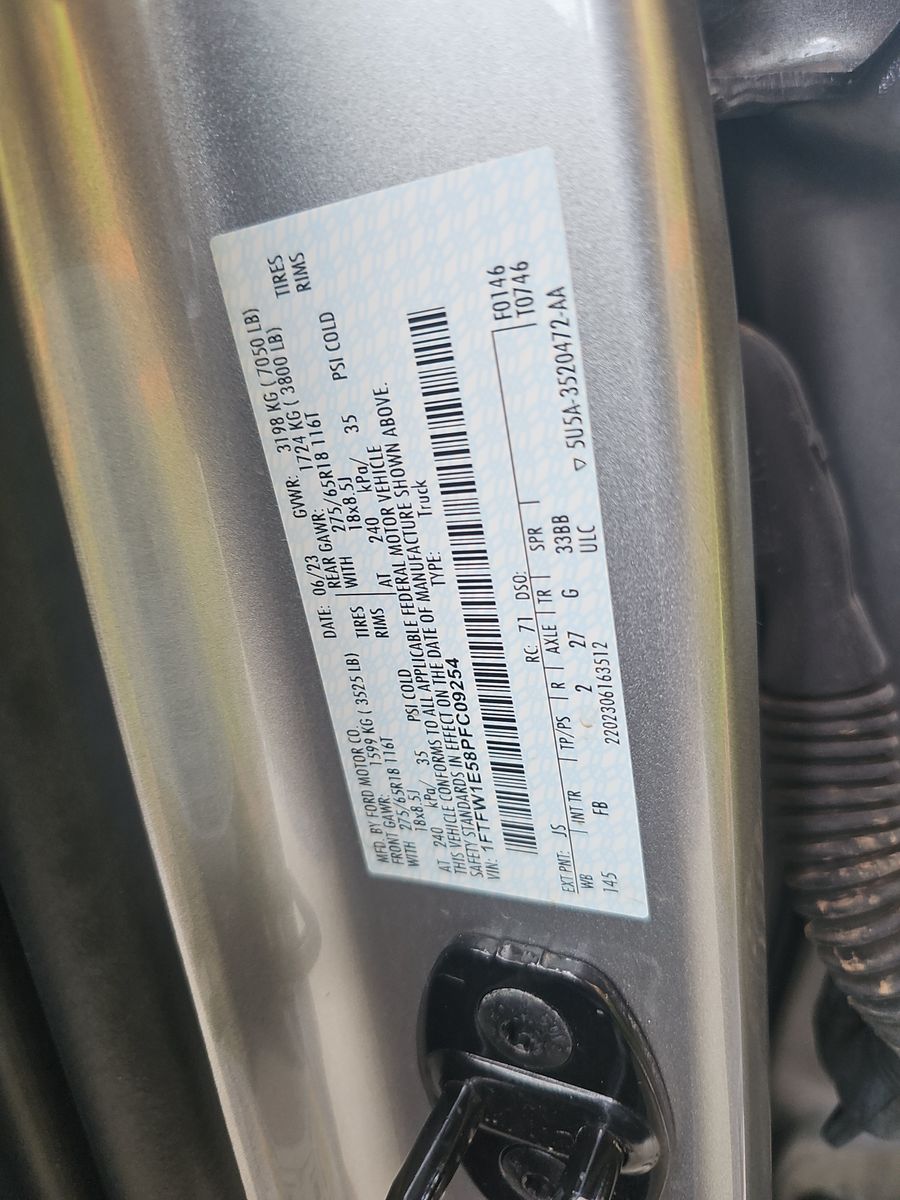 MFD. BY FORD MOTOR CO. DATE: 06/23 GVWR: 3198 KG ( 7050 LB)
FRONT GAWR: 1599 KG ( 3525 LB) REAR GAWR: 1724 KG ( 3800 LB)
WITH 275/65R18 116T TIRES WITH 275/65R18 116T TIRES
18x8.5J RIMS 18x8.5J RIMS
AT 240 kPa/ 35 PSI COLD AT 240 kPa/ 35 PSI COLD
THIS VEHICLE CONFORMS TO ALL APPLICABLE FEDERAL MOTOR VEHICLE
SAFETY STANDARDS IN EFFECT ON THE DATE OF MANUFACTURE SHOWN ABOVE.
VIN: 1FTFW1E58PFC09254 TYPE: Truck
F0146
T0746
EXT PNT: JS RC: 71 DSO:
WB INT TR TP/PS R AXLE TR SPR
145 FB 2 27 G 33BB
2202306163512 ULC ▽ 5U5A-3520472-AA